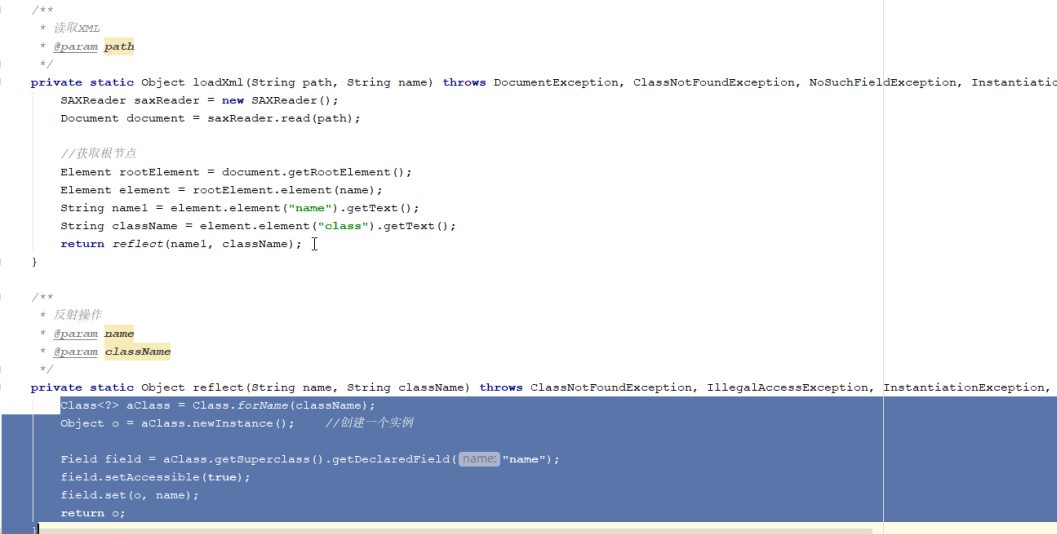 /**
* 读取XML
* @param path
*/
private static Object loadXml(String path, String name) throws DocumentException, ClassNotFoundException, NoSuchFieldException,
SAXReader saxReader = new SAXReader();
Document document = saxReader.read(path);
//获取根节点
Element rootElement = document.getRootElement();
Element element = rootElement.element(name);
String name1 = element.element("name").getText();
String className = element.element("class").getText();
return reflect(name1, className);
}
/**
* 反射操作
* @param name
* @param className
*/
private static Object reflect(String name, String className) throws ClassNotFoundException, IllegalAccessException, InstantiationException,
Class<?> aClass = Class.forName(className);
Object o = aClass.newInstance(); //创建一个实例
Field field = aClass.getSuperclass().getDeclaredField( name: "name");
field.setAccessible(true);
field.set(o, name);
return o;
}